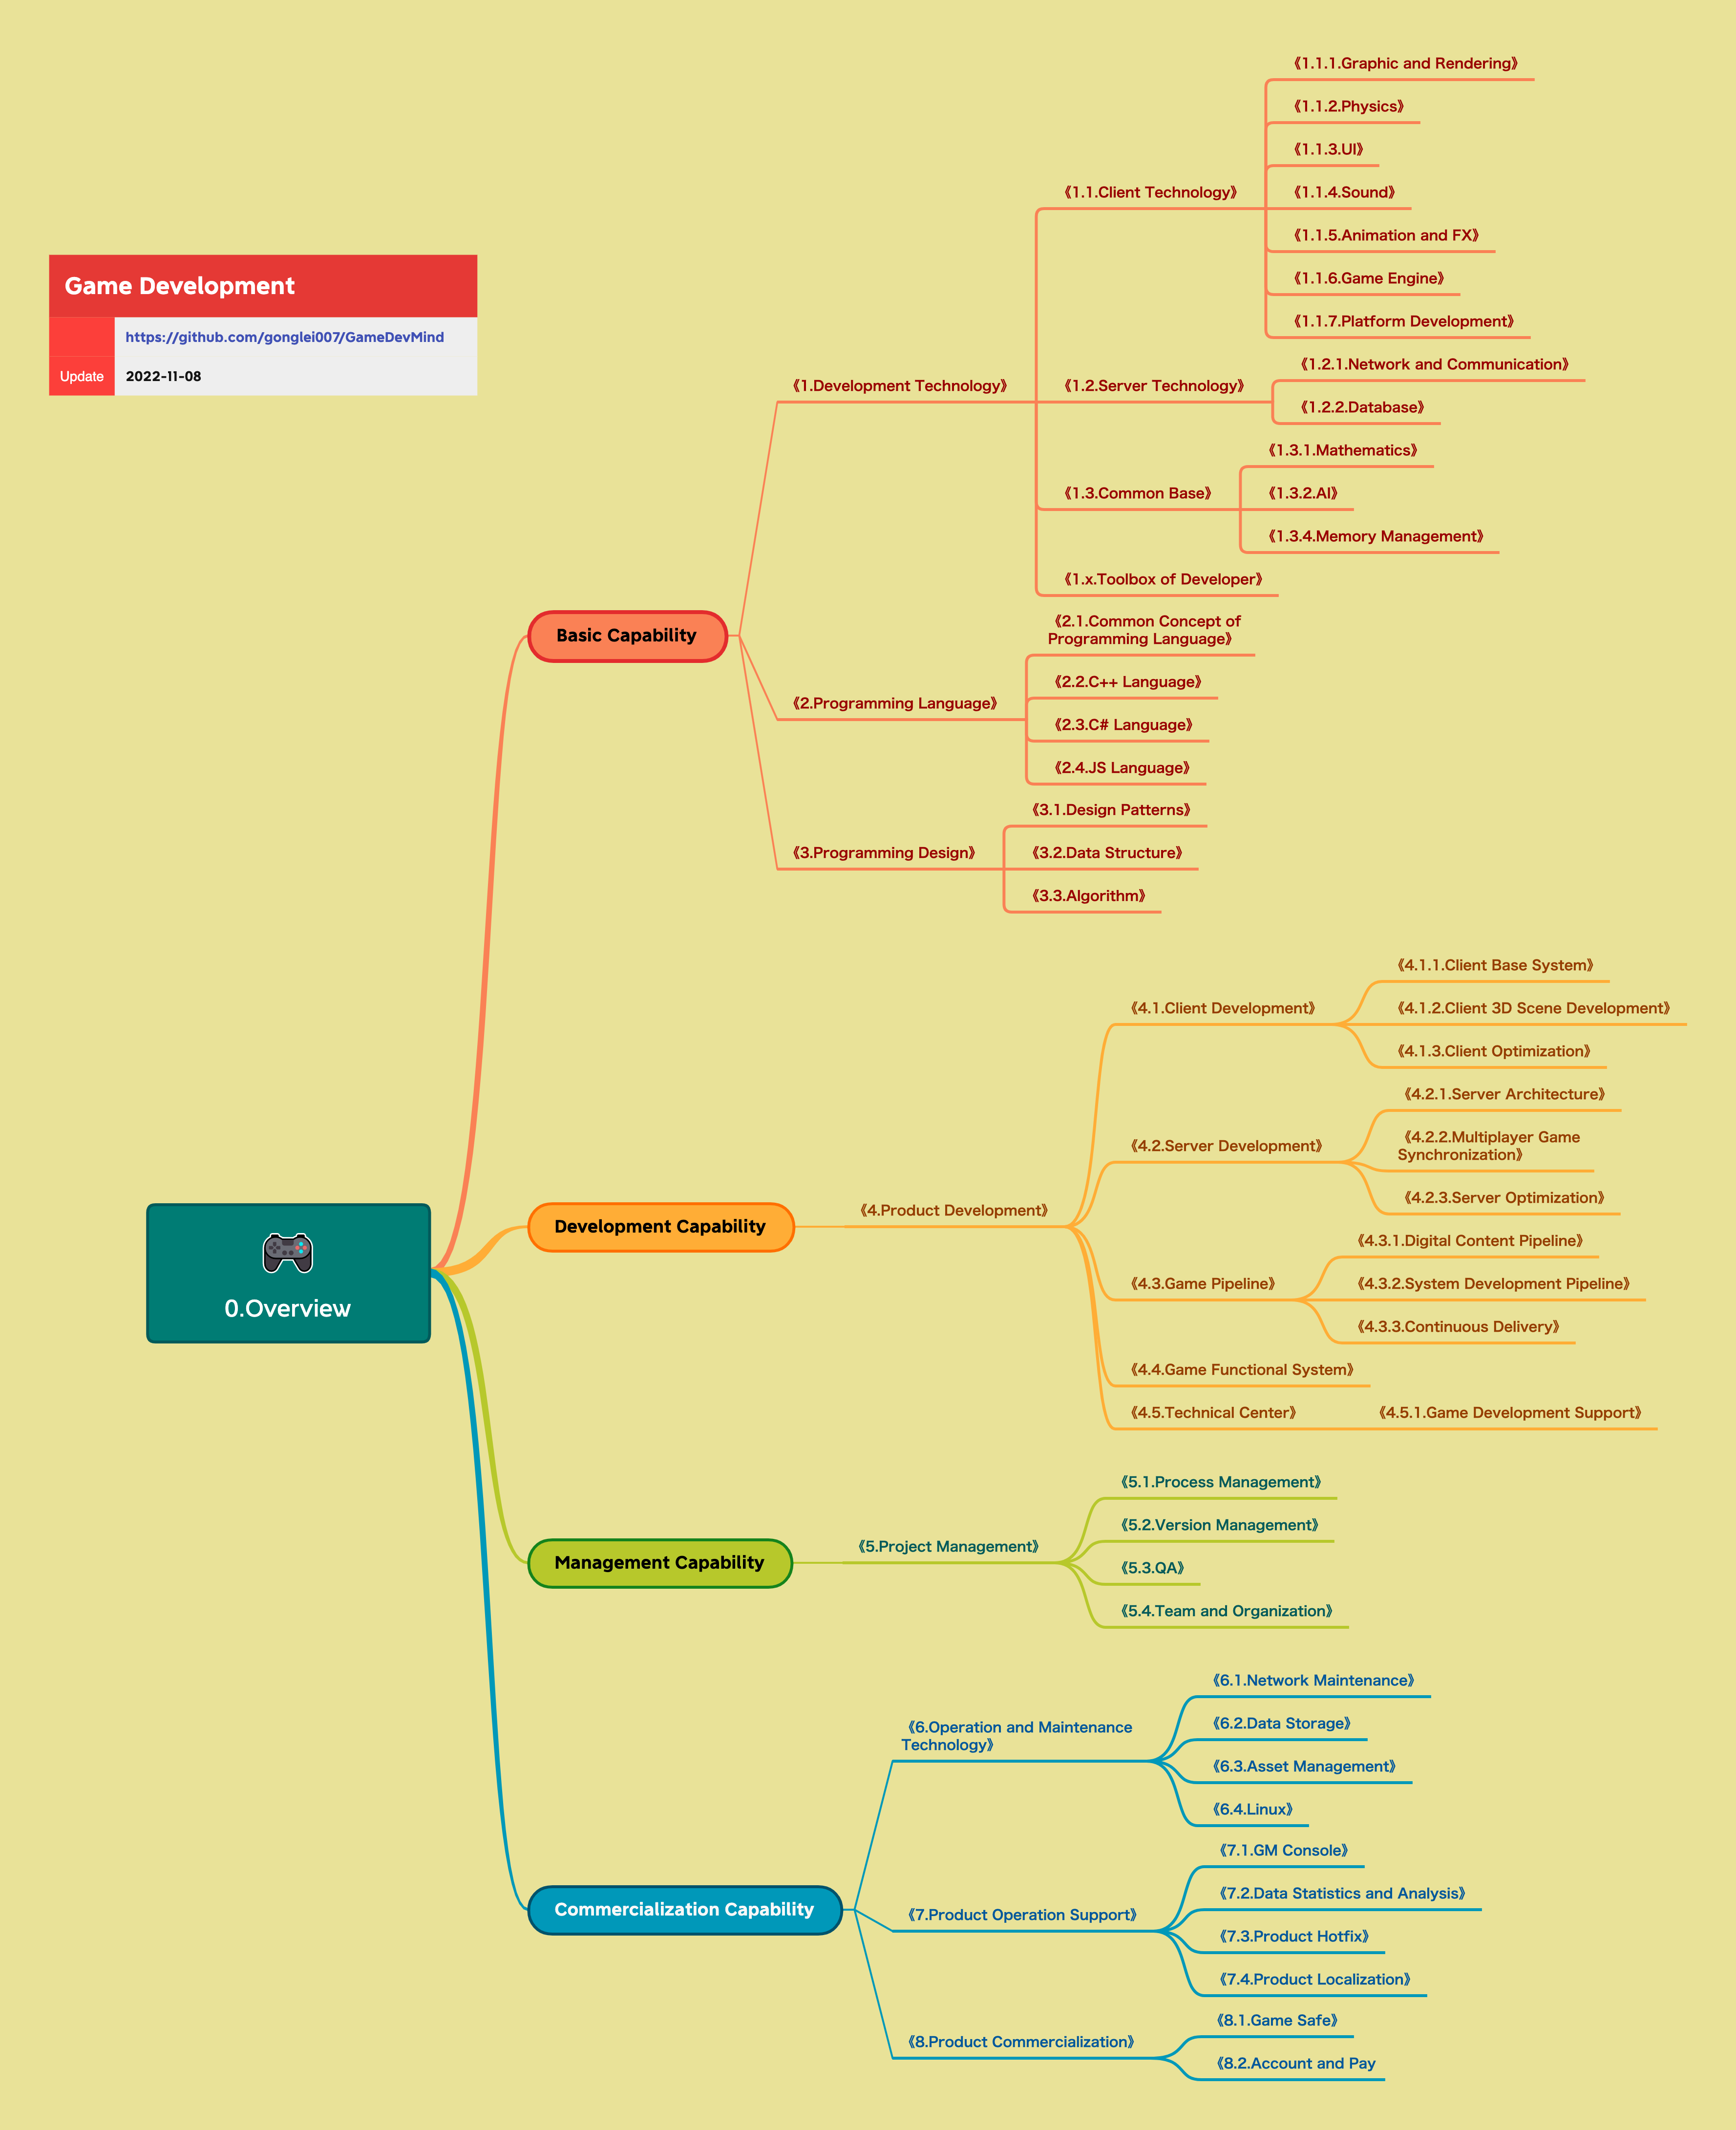 Game Development
https://github.com/gonglei007/GameDevMind
Update
2022-11-08
0.Overview
Basic Capability
《1.Development Technology》
《1.1.Client Technology》
《1.1.1.Graphic and Rendering》
《1.1.2.Physics》
《1.1.3.UI》
《1.1.4.Sound》
《1.1.5.Animation and FX》
《1.1.6.Game Engine》
《1.1.7.Platform Development》
《1.2.Server Technology》
《1.2.1.Network and Communication》
《1.2.2.Database》
《1.3.Common Base》
《1.3.1.Mathematics》
《1.3.2.AI》
《1.3.4.Memory Management》
《1.x.Toolbox of Developer》
《2.Programming Language》
《2.1.Common Concept of
Programming Language》
《2.2.C++ Language》
《2.3.C# Language》
《2.4.JS Language》
《3.Programming Design》
《3.1.Design Patterns》
《3.2.Data Structure》
《3.3.Algorithm》
Development Capability
《4.Product Development》
《4.1.Client Development》
《4.1.1.Client Base System》
《4.1.2.Client 3D Scene Development》
《4.1.3.Client Optimization》
《4.2.Server Development》
《4.2.1.Server Architecture》
《4.2.2.Multiplayer Game
Synchronization》
《4.2.3.Server Optimization》
《4.3.Game Pipeline》
《4.3.1.Digital Content Pipeline》
《4.3.2.System Development Pipeline》
《4.3.3.Continuous Delivery》
《4.4.Game Functional System》
《4.5.Technical Center》
《4.5.1.Game Development Support》
Management Capability
《5.Project Management》
《5.1.Process Management》
《5.2.Version Management》
《5.3.QA》
《5.4.Team and Organization》
Commercialization Capability
《6.Operation and Maintenance
Technology》
《6.1.Network Maintenance》
《6.2.Data Storage》
《6.3.Asset Management》
《6.4.Linux》
《7.Product Operation Support》
《7.1.GM Console》
《7.2.Data Statistics and Analysis》
《7.3.Product Hotfix》
《7.4.Product Localization》
《8.Product Commercialization》
《8.1.Game Safe》
《8.2.Account and Pay